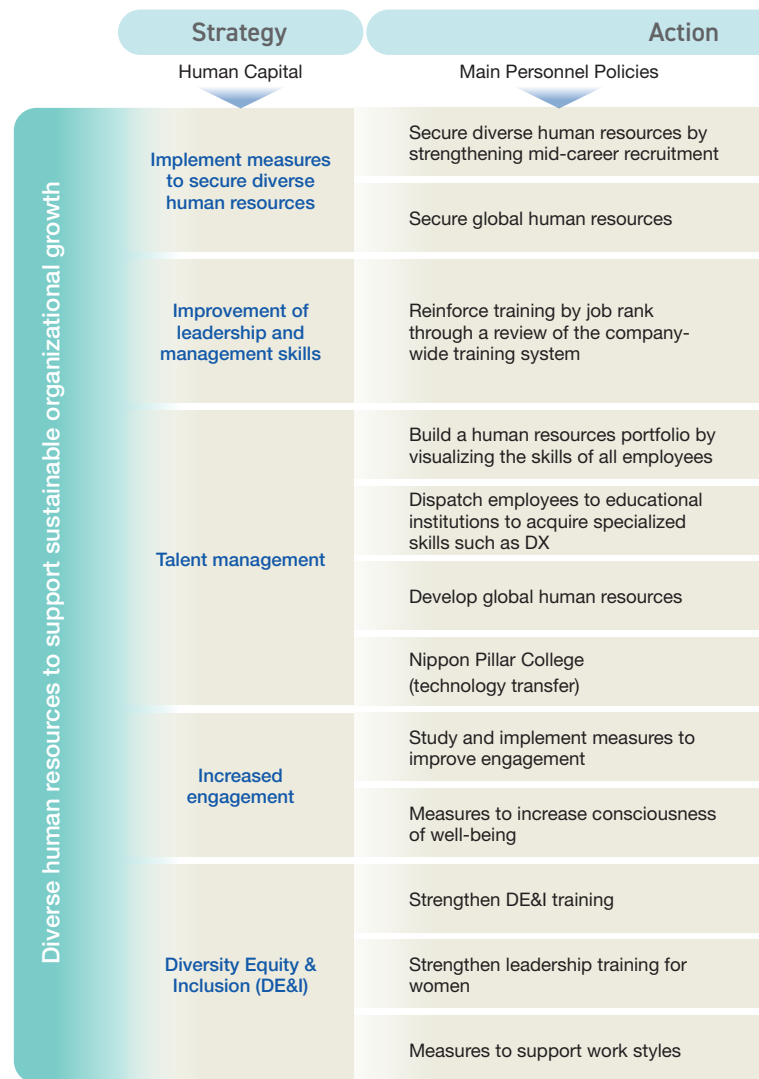 Strategy
Action
Human Capital
Main Personnel Policies
Diverse human resources to support sustainable organizational growth
Implement measures
to secure diverse
human resources
Secure diverse human resources by
strengthening mid-career recruitment
Secure global human resources
Improvement of
leadership and
management skills
Reinforce training by job rank
through a review of the company-
wide training system
Talent management
Build a human resources portfolio by
visualizing the skills of all employees
Dispatch employees to educational
institutions to acquire specialized
skills such as DX
Develop global human resources
Nippon Pillar College
(technology transfer)
Increased
engagement
Study and implement measures to
improve engagement
Measures to increase consciousness
of well-being
Diversity Equity &
Inclusion (DE&I)
Strengthen DE&I training
Strengthen leadership training for
women
Measures to support work styles